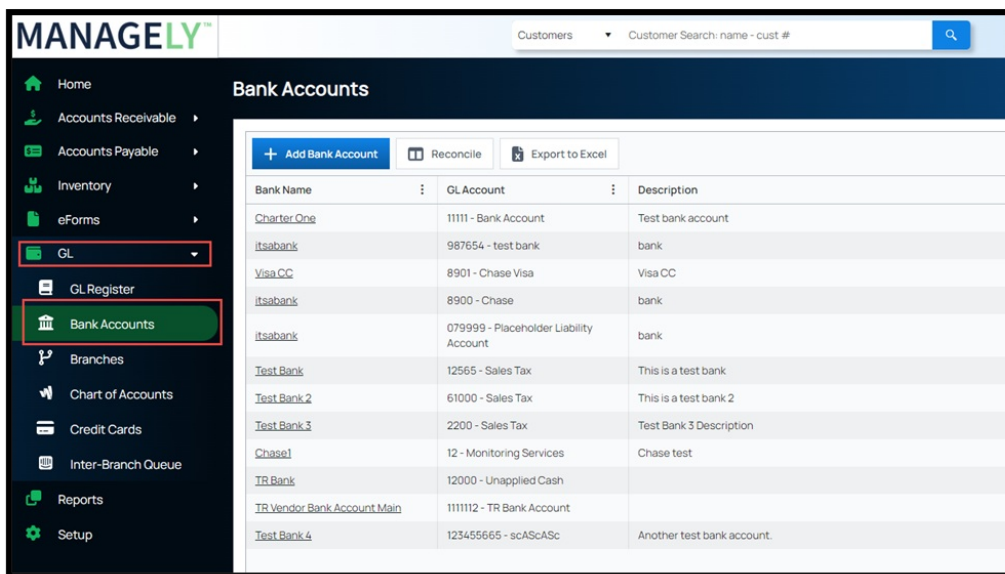 MANAGELY™
Customers
Customer Search: name - cust #
Home
Accounts Receivable
Accounts Payable
Inventory
eForms
GL
GL Register
Bank Accounts
Branches
Chart of Accounts
Credit Cards
Inter-Branch Queue
Reports
Setup
Bank Accounts
+ Add Bank Account Reconcile Export to Excel
Bank Name GL Account Description
Charter One 11111 - Bank Account Test bank account
itsabank 987654 - test bank bank
Visa CC 8901 - Chase Visa Visa CC
itsabank 8900 - Chase bank
itsabank 079999 - Placeholder Liability Account bank
Test Bank 12565 - Sales Tax This is a test bank
Test Bank 2 61000 - Sales Tax This is a test bank 2
Test Bank 3 2200 - Sales Tax Test Bank 3 Description
Chase1 12 - Monitoring Services Chase test
TR Bank 12000 - Unapplied Cash
TR Vendor Bank Account Main 1111112 - TR Bank Account
Test Bank 4 123455665 - scAScASc Another test bank account.